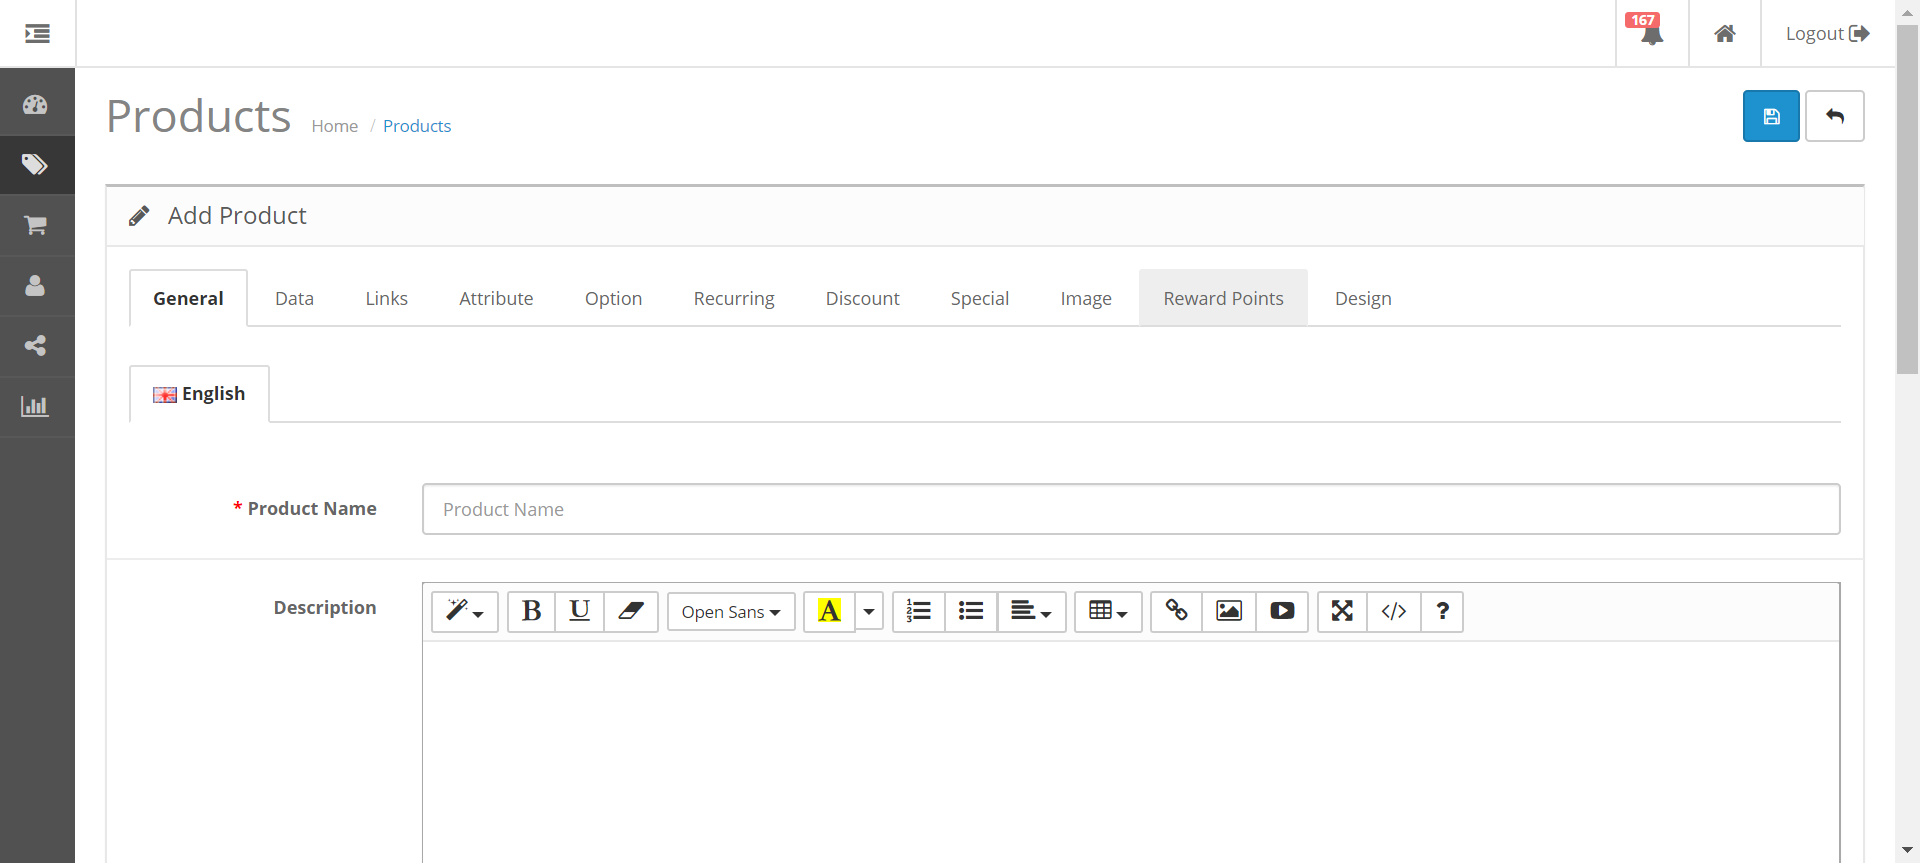 167
Logout
Products Home / Products
Add Product
General Data Links Attribute Option Recurring Discount Special Image Reward Points Design
English
* Product Name Product Name
Description B U Open Sans A </> ?